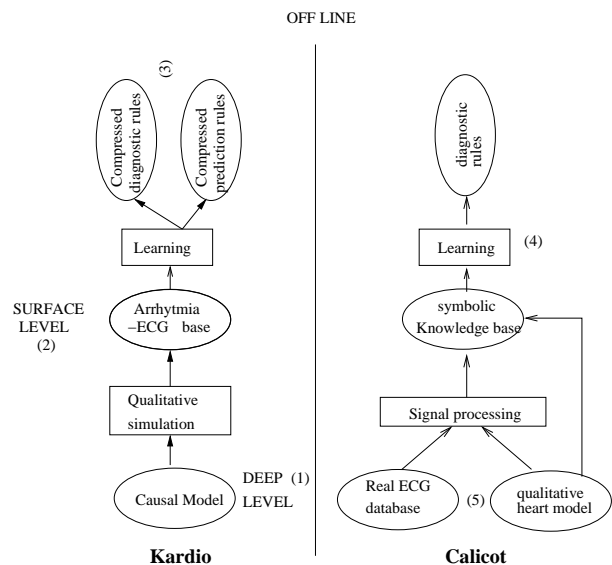 OFF LINE
(3)
Compressed
diagnostic rules
Compressed
prediction rules
Learning
SURFACE
LEVEL
(2)
Arrhytmia
−ECG base
Qualitative
simulation
DEEP (1)
LEVEL
Causal Model
Kardio
diagnostic
rules
Learning
(4)
symbolic
Knowledge base
Signal processing
Real ECG
database
(5)
qualitative
heart model
Calicot